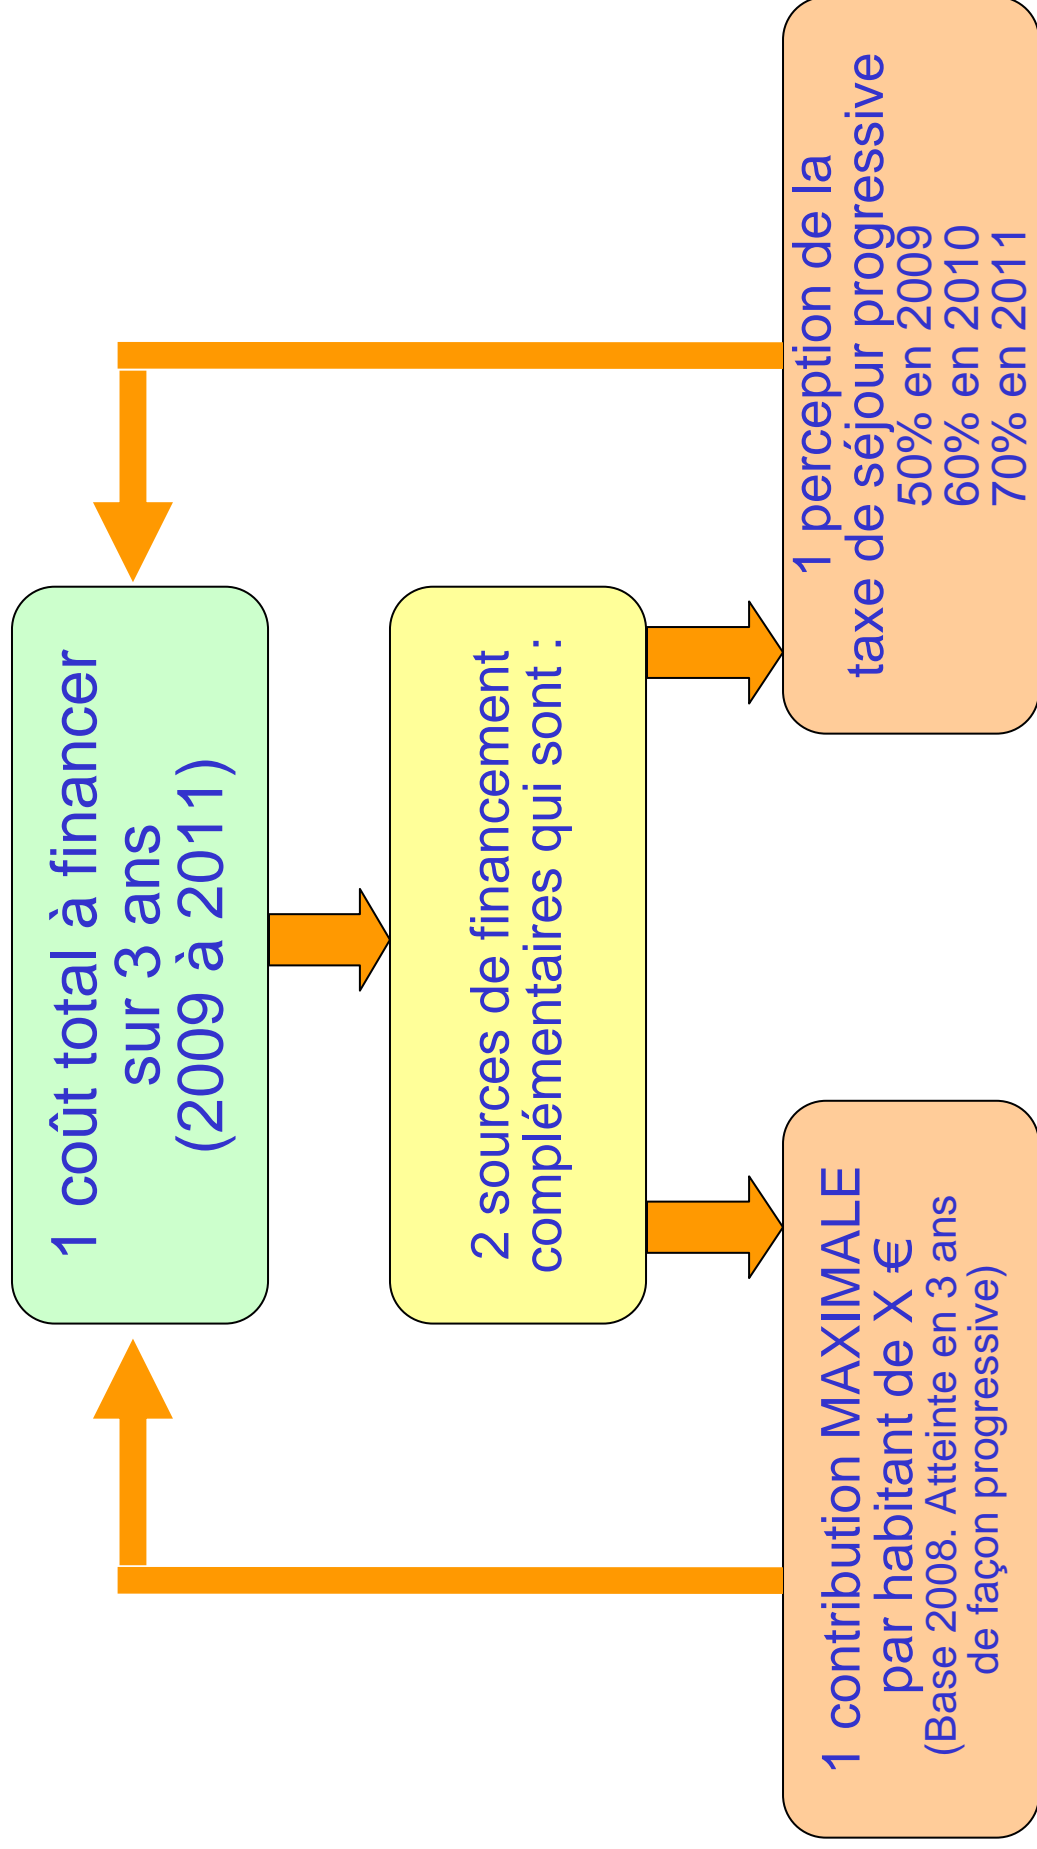 1 coût total à financer
sur 3 ans
(2009 à 2011)
2 sources de financement
complémentaires qui sont :
1 contribution MAXIMALE
par habitant de X €
(Base 2008. Atteinte en 3 ans
de façon progressive)
1 perception de la
taxe de séjour progressive
50% en 2009
60% en 2010
70% en 2011